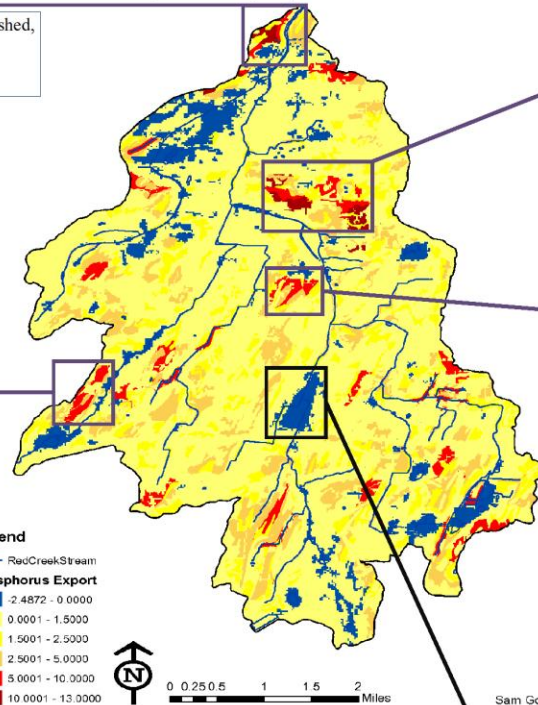 shed,
end
RedCreekStream
sphorus Export
-2.4872 - 0.0000
0.0001 - 1.5000
1.5001 - 2.5000
2.5001 - 5.0000
5.0001 - 10.0000
10.0001 - 13.0000
N
0 0.25 0.5 1 1.5 2
Miles
Sam Go